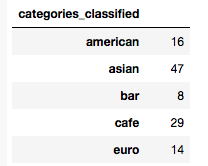 categories_classified
american 16
asian 47
bar 8
cafe 29
euro 14